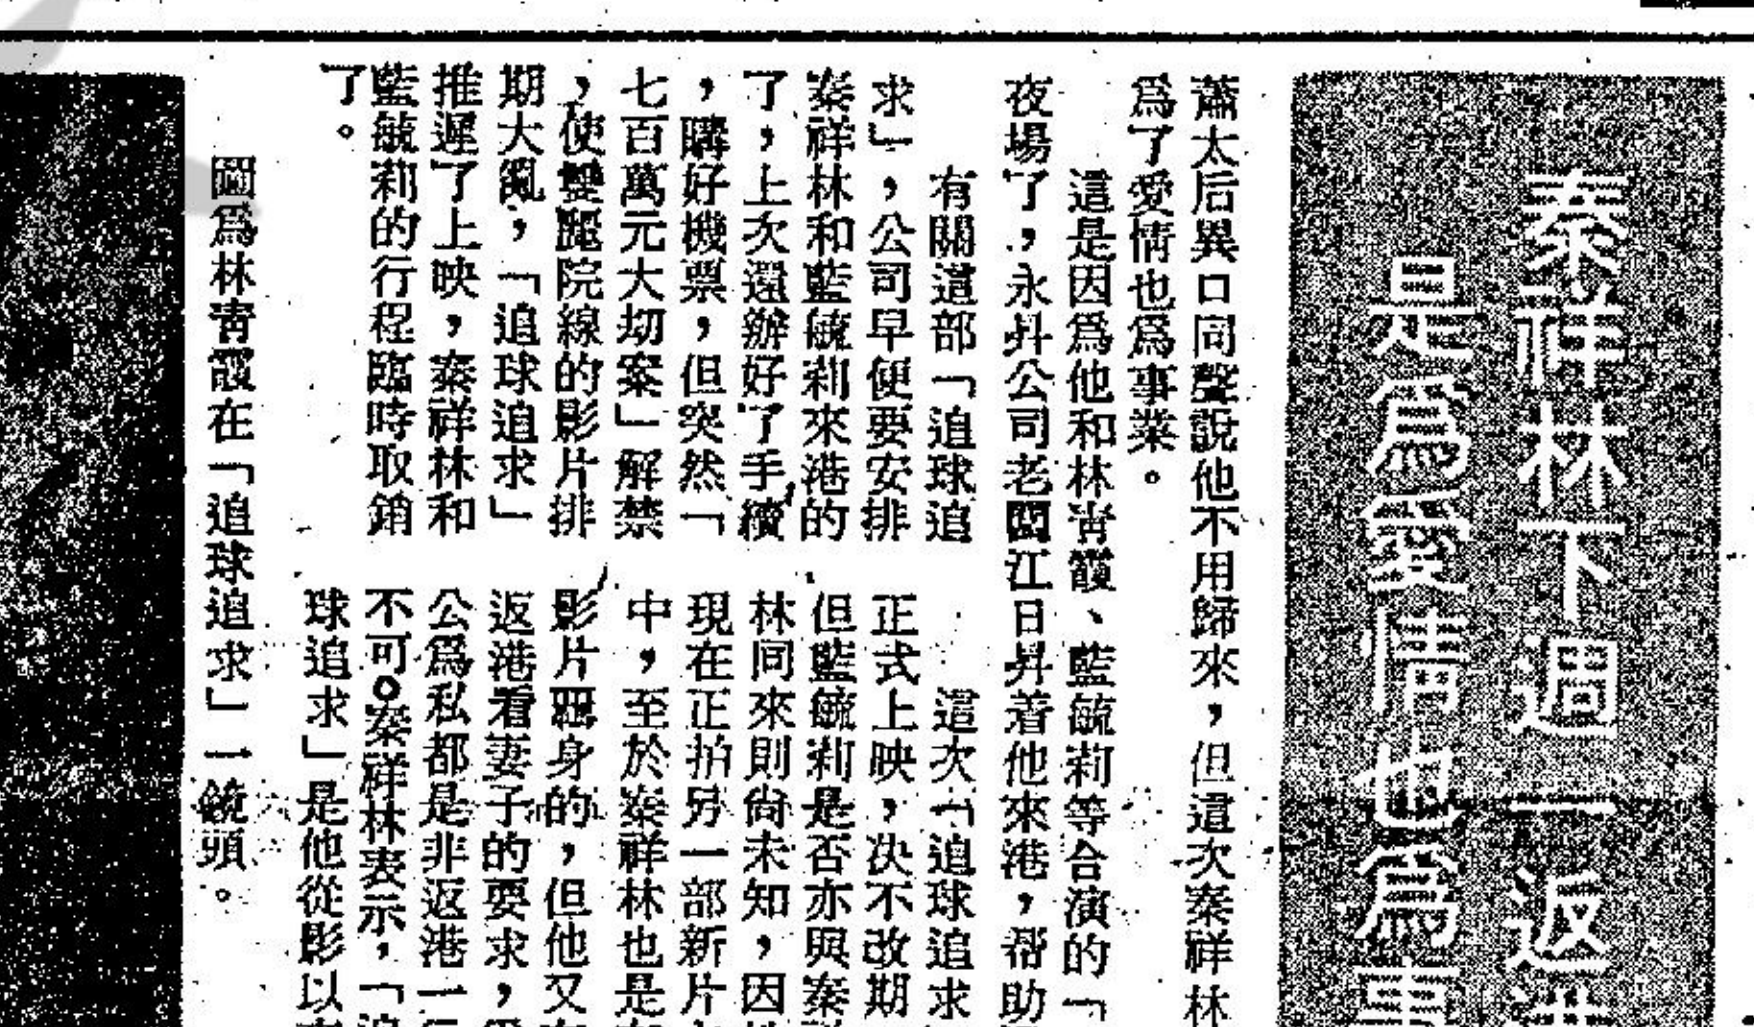 秦祥林下週一返港
是爲愛情也爲事
蕭太后異口同聲說他不用歸來，但這次秦祥林
爲了愛情也爲事業。
這是因爲他和林靑霞、藍毓莉等合演的「
夜場了，永昇公司老闆江日昇着他來港，帮助
有關這部「追球追
求」，公司早便要安排
秦祥林和藍毓莉來港的
了，上次還辦好了手續
，購好機票，但突然「
七百萬元大刧案」解禁
，使雙麗院線的影片排
期大亂，「追球追求」
推遲了上映，秦祥林和
藍毓莉的行程臨時取銷
了。
這次「追球追求
正式上映，决不改期
但藍毓莉是否亦與秦
林同來則尙未知，因
現在正拍另一部新片
中，至於秦祥林也是
影片羈身的，但他又
返港看妻子的要求，
公爲私都是非返港一
不可。秦祥林表示，「
球追求」是他從影以
圖爲林靑霞在「追球追求」一鏡頭。